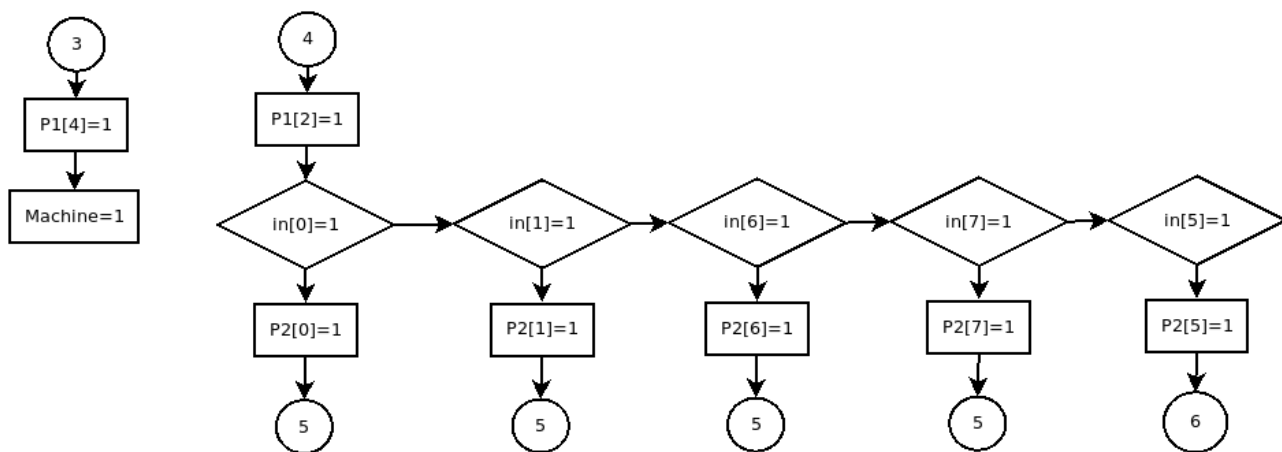 3
4
P1[4]=1
P1[2]=1
Machine=1
in[0]=1
in[1]=1
in[6]=1
in[7]=1
in[5]=1
P2[0]=1
P2[1]=1
P2[6]=1
P2[7]=1
P2[5]=1
5
5
5
5
6